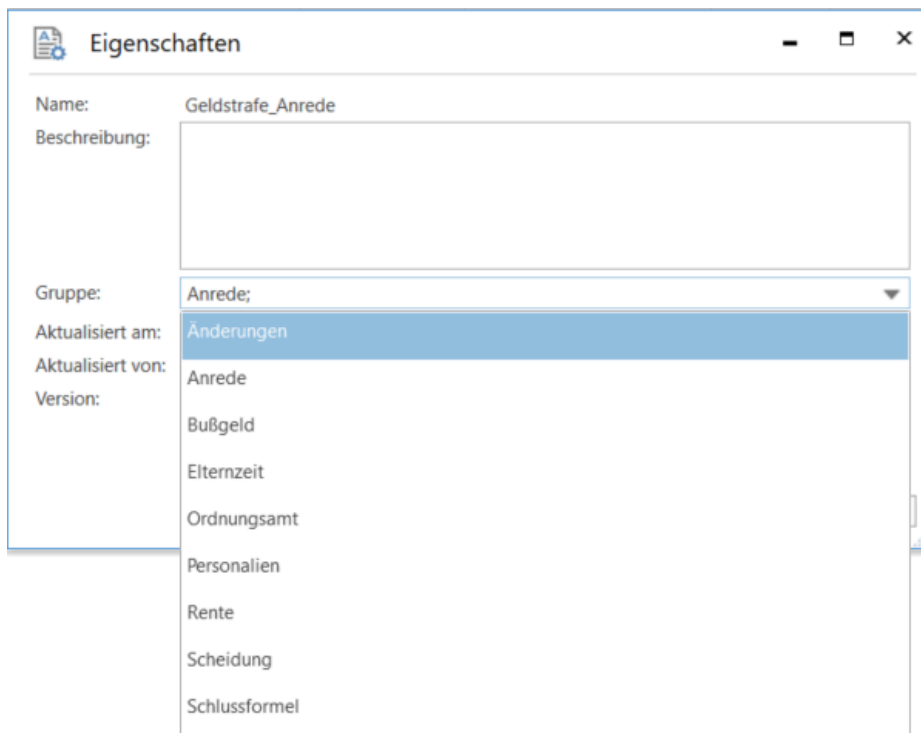 Eigenschaften
Name: Geldstrafe_Anrede
Beschreibung:
Gruppe: Anrede;
Aktualisiert am: Änderungen
Aktualisiert von: Anrede
Version:
Bußgeld
Elternzeit
Ordnungsamt
Personalien
Rente
Scheidung
Schlussformel